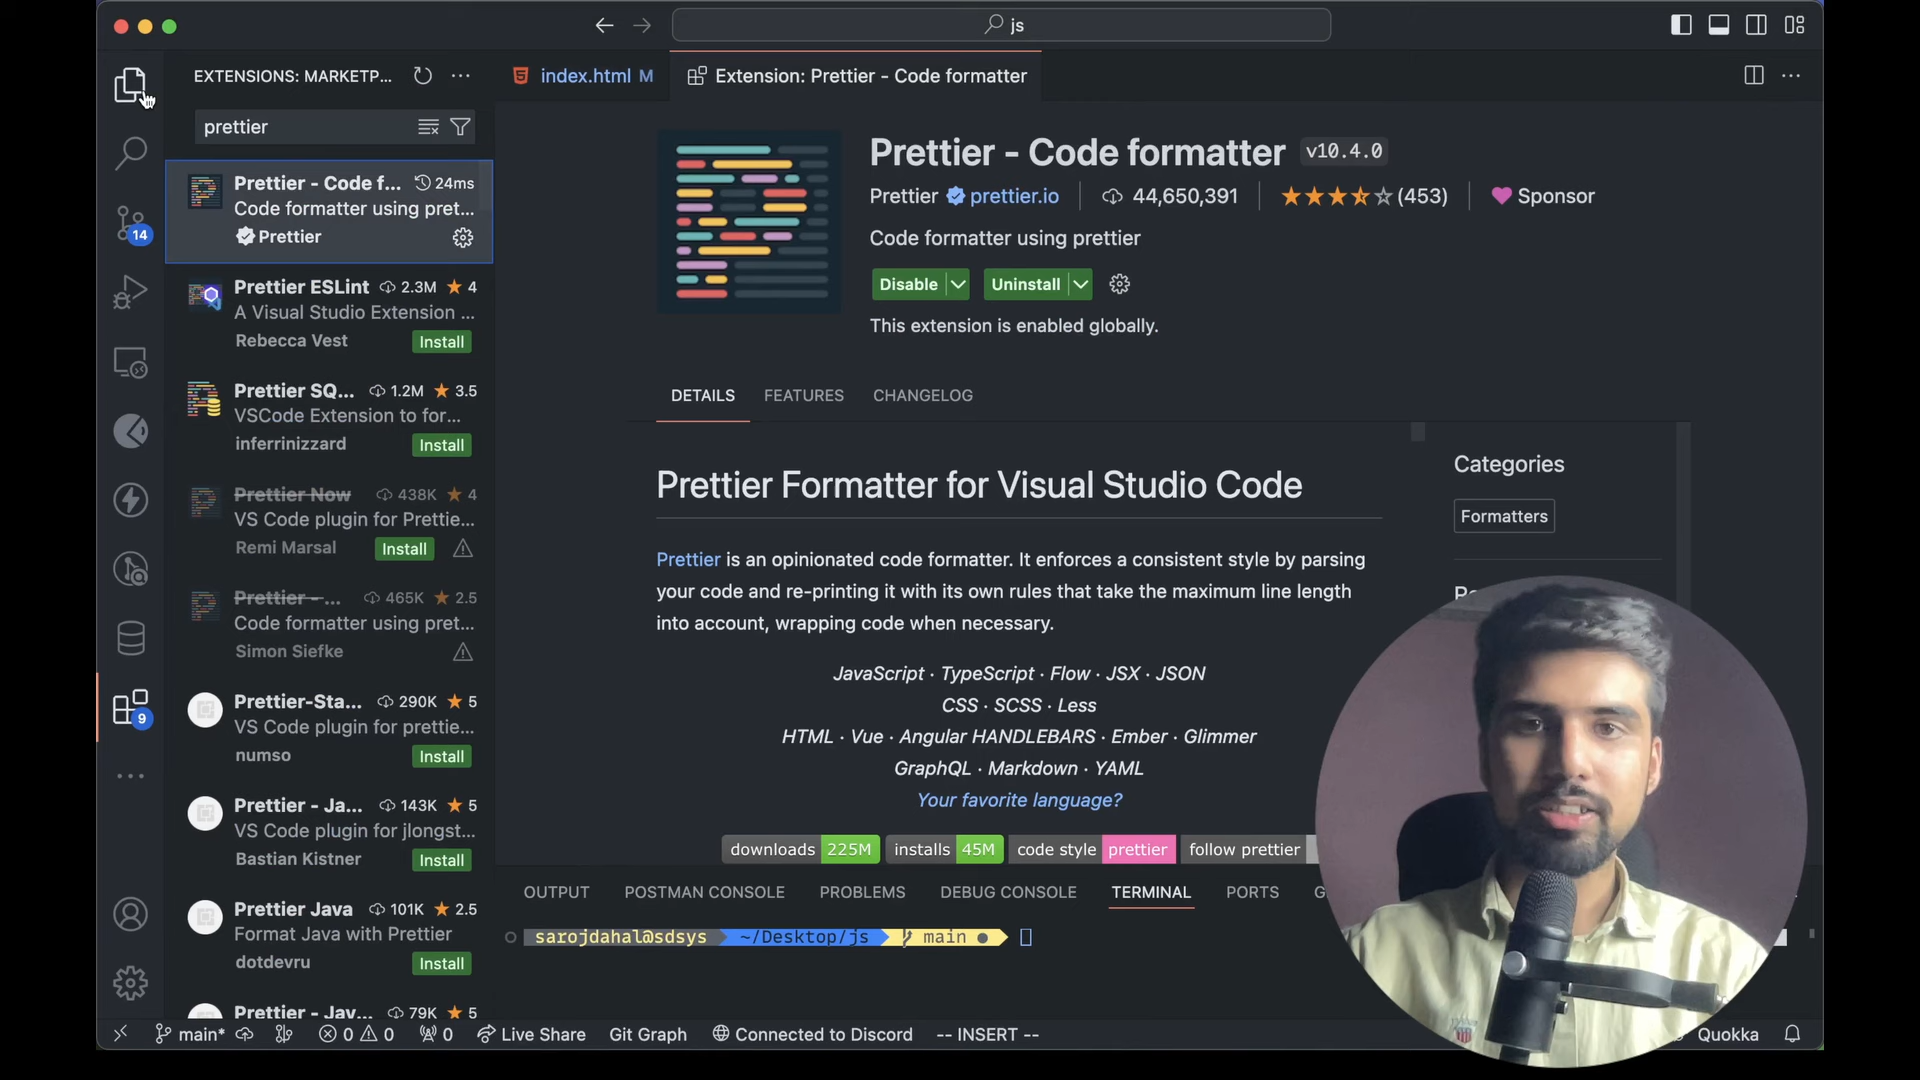 js
EXTENSIONS: MARKETP...
index.html M
Extension: Prettier - Code formatter
prettier
Prettier - Code f... 24ms
Code formatter using pret...
Prettier
Prettier ESLint 2.3M 4
A Visual Studio Extension ...
Rebecca Vest Install
Prettier SQ... 1.2M 3.5
VSCode Extension to for...
inferrinizzard Install
Prettier Now 438K 4
VS Code plugin for Prettie...
Remi Marsal Install
Prettier - ... 465K 2.5
Code formatter using pret...
Simon Siefke
Prettier-Sta... 290K 5
VS Code plugin for prettie...
numso Install
Prettier - Ja... 143K 5
VS Code plugin for jlongst...
Bastian Kistner Install
Prettier Java 101K 2.5
Format Java with Prettier
dotdevru Install
Prettier - Jav... 79K 5
14
9
Prettier - Code formatter v10.4.0
Prettier prettier.io 44,650,391 (453) Sponsor
Code formatter using prettier
Disable Uninstall
This extension is enabled globally.
DETAILS FEATURES CHANGELOG
Prettier Formatter for Visual Studio Code
Prettier is an opinionated code formatter. It enforces a consistent style by parsing
your code and re-printing it with its own rules that take the maximum line length
into account, wrapping code when necessary.
JavaScript · TypeScript · Flow · JSX · JSON
CSS · SCSS · Less
HTML · Vue · Angular HANDLEBARS · Ember · Glimmer
GraphQL · Markdown · YAML
Your favorite language?
downloads 225M installs 45M code style prettier follow prettier
Categories
Formatters
OUTPUT POSTMAN CONSOLE PROBLEMS DEBUG CONSOLE TERMINAL PORTS
sarojdahal@sdsys ~/Desktop/js main
main* 0 0 0 Live Share Git Graph Connected to Discord -- INSERT -- Quokka